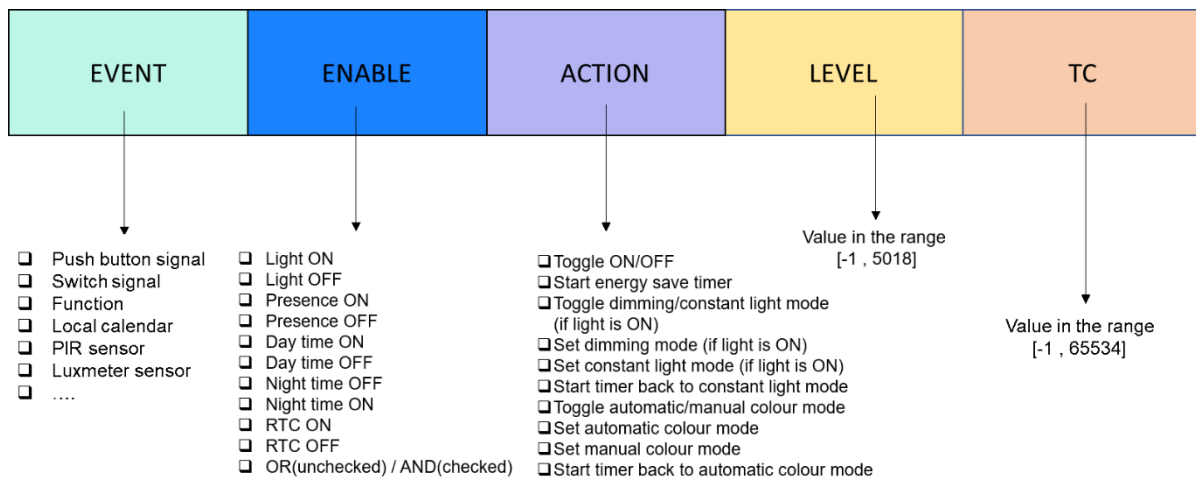 EVENT
ENABLE
ACTION
LEVEL
TC
Push button signal
Switch signal
Function
Local calendar
PIR sensor
Luxmeter sensor
....
Light ON
Light OFF
Presence ON
Presence OFF
Day time ON
Day time OFF
Night time OFF
Night time ON
RTC ON
RTC OFF
OR(unchecked) / AND(checked)
Toggle ON/OFF
Start energy save timer
Toggle dimming/constant light mode
(if light is ON)
Set dimming mode (if light is ON)
Set constant light mode (if light is ON)
Start timer back to constant light mode
Toggle automatic/manual colour mode
Set automatic colour mode
Set manual colour mode
Start timer back to automatic colour mode
Value in the range
[-1 , 5018]
Value in the range
[-1 , 65534]